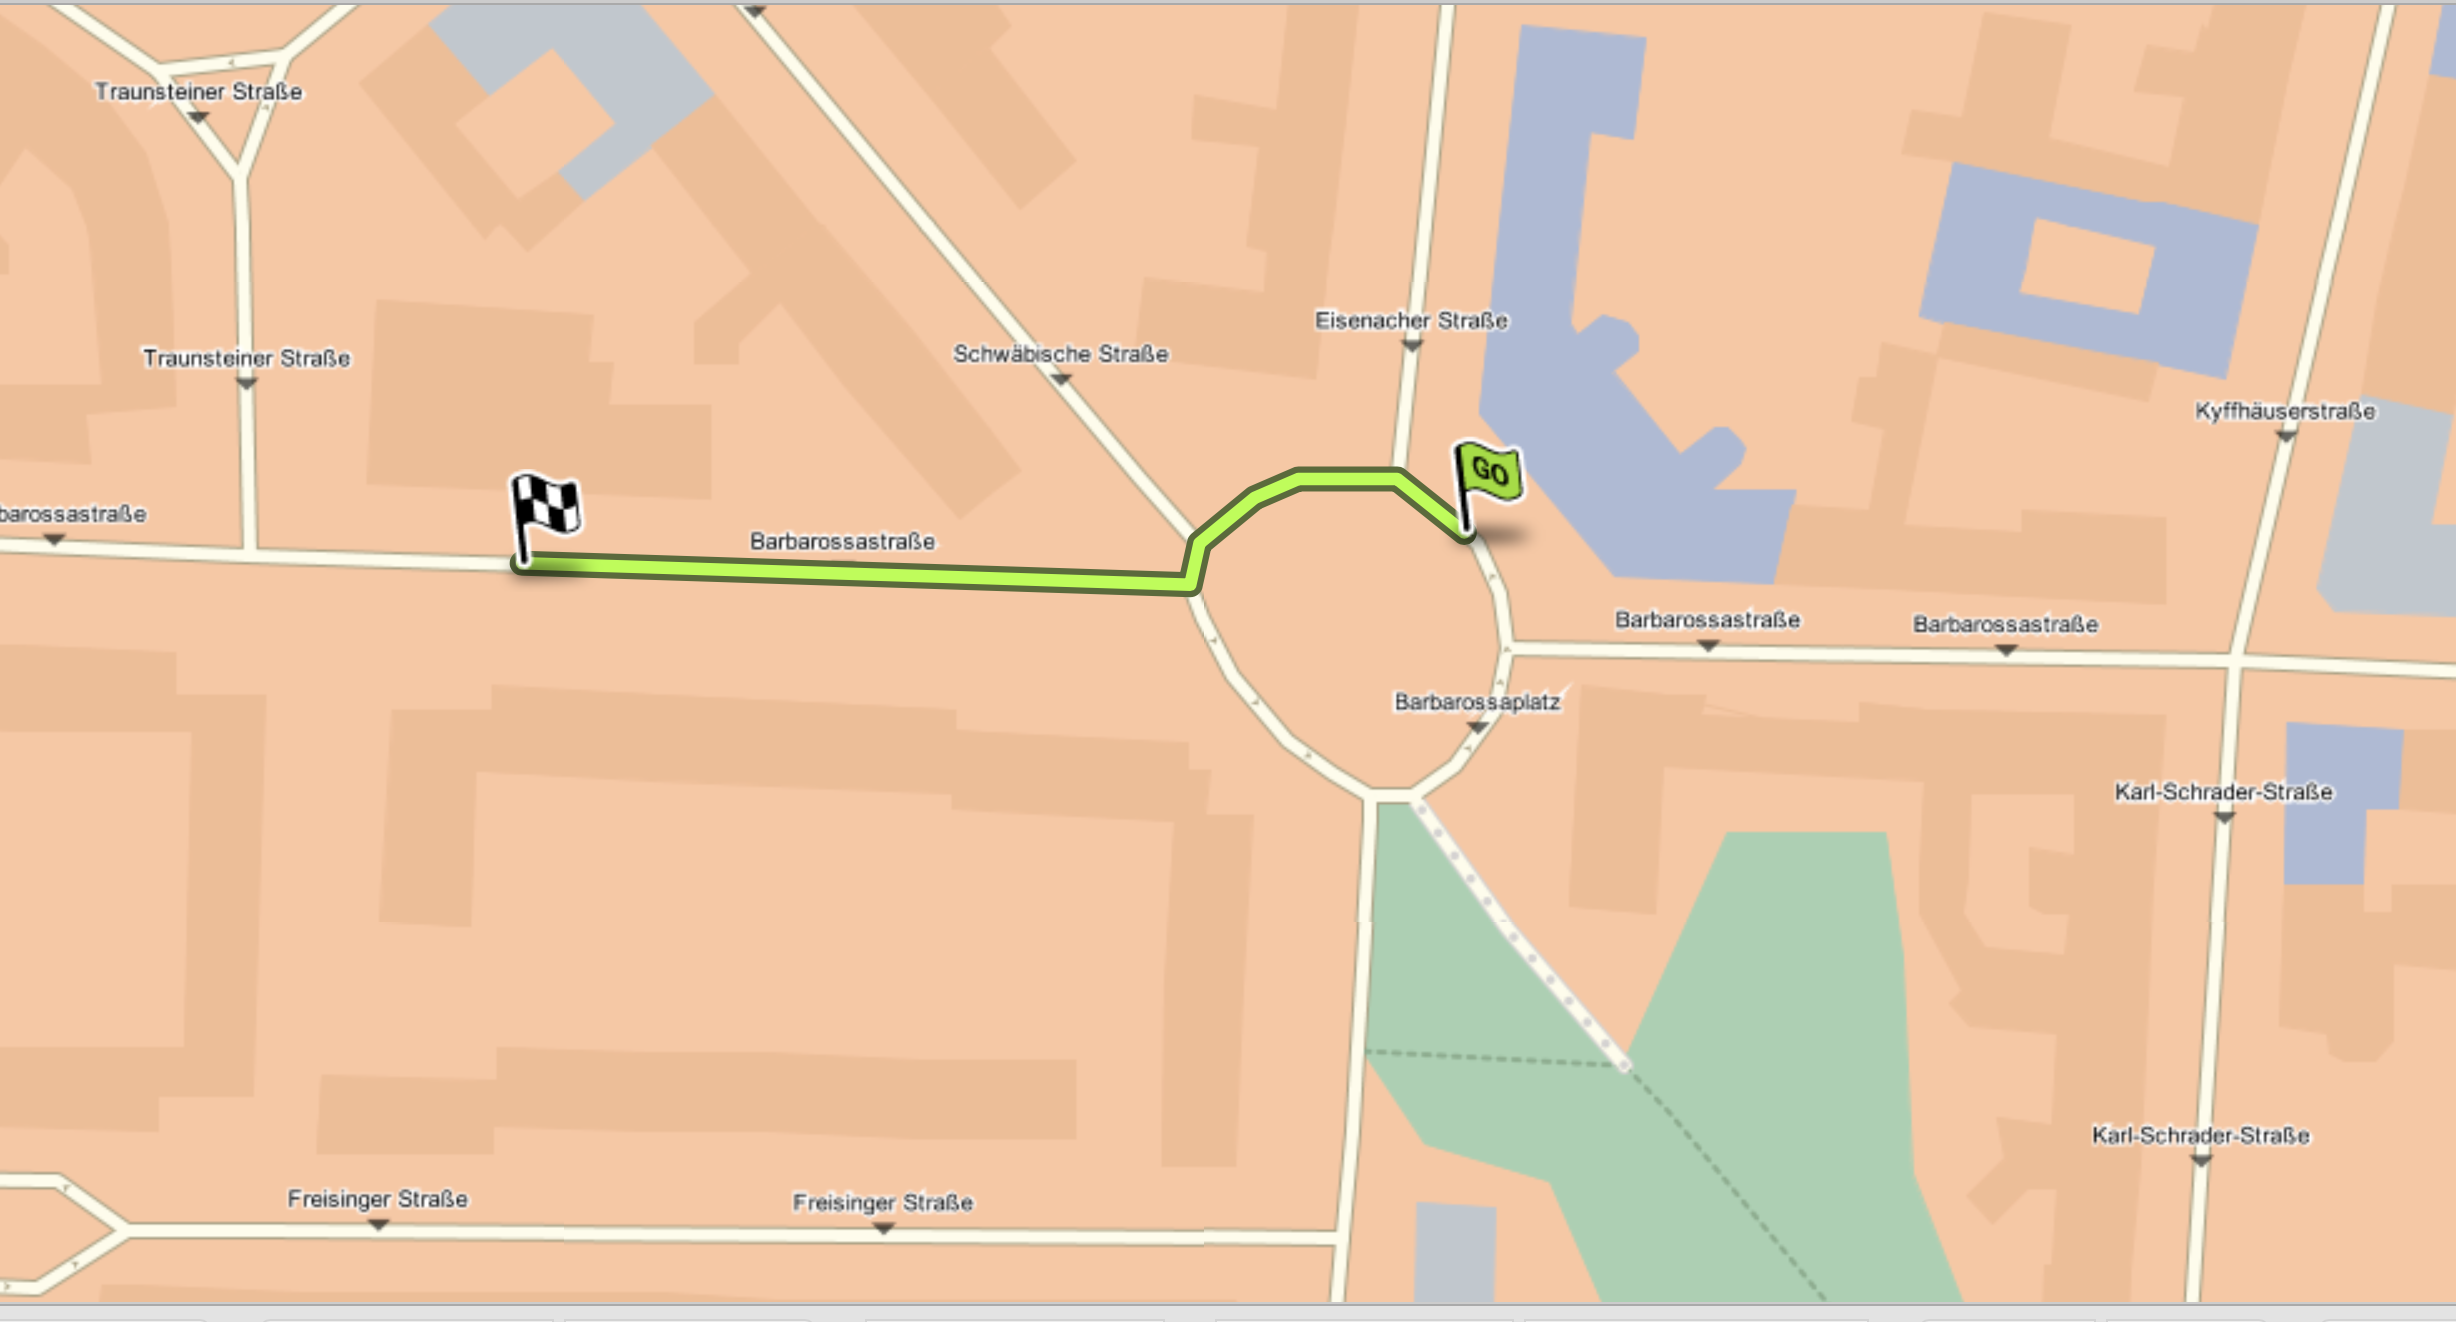 Traunsteiner Straße
Eisenacher Straße
Schwäbische Straße
Traunsteiner Straße
Kyffhäuserstraße
GO
barossastraße
Barbarossastraße
Barbarossastraße
Barbarossastraße
Barbarossaplatz
Karl-Schrader-Straße
Karl-Schrader-Straße
Freisinger Straße
Freisinger Straße